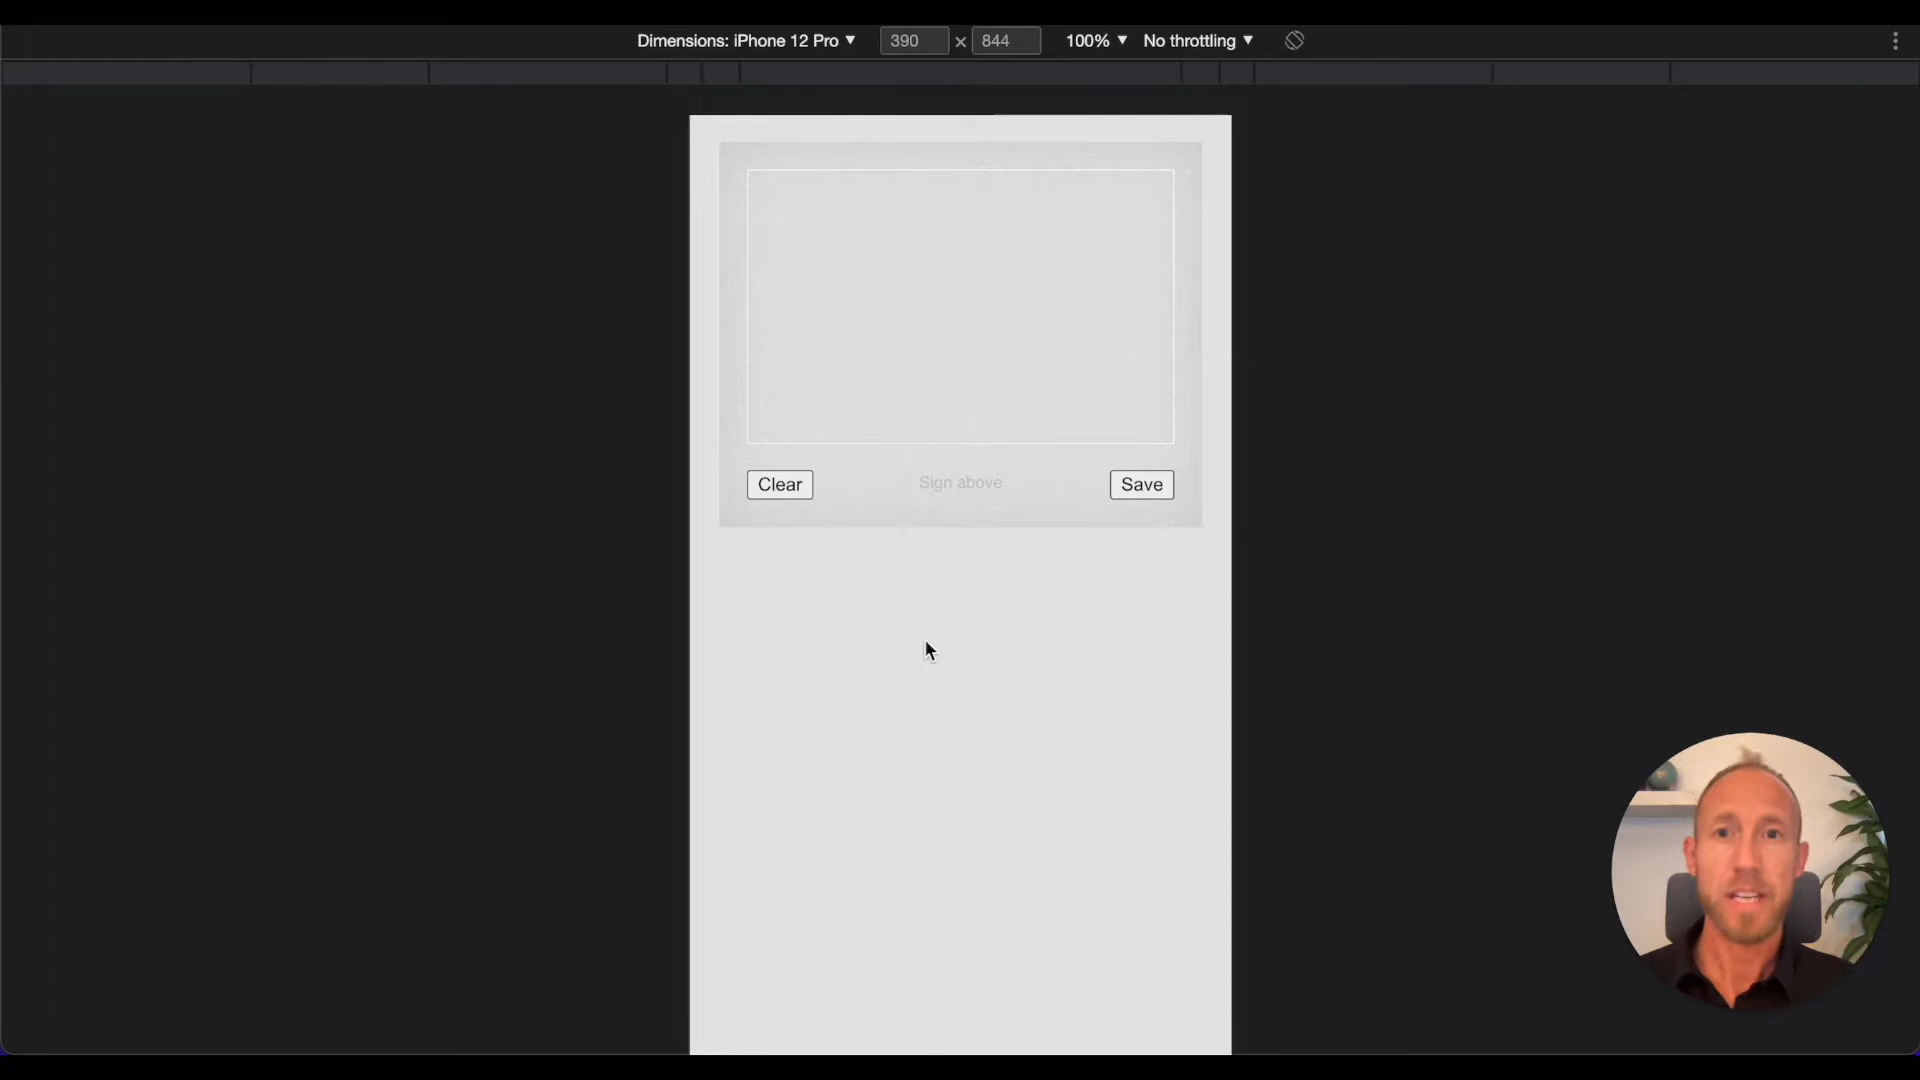 Dimensions: iPhone 12 Pro ▼ 390 × 844 100% ▼ No throttling ▼
Clear Sign above Save